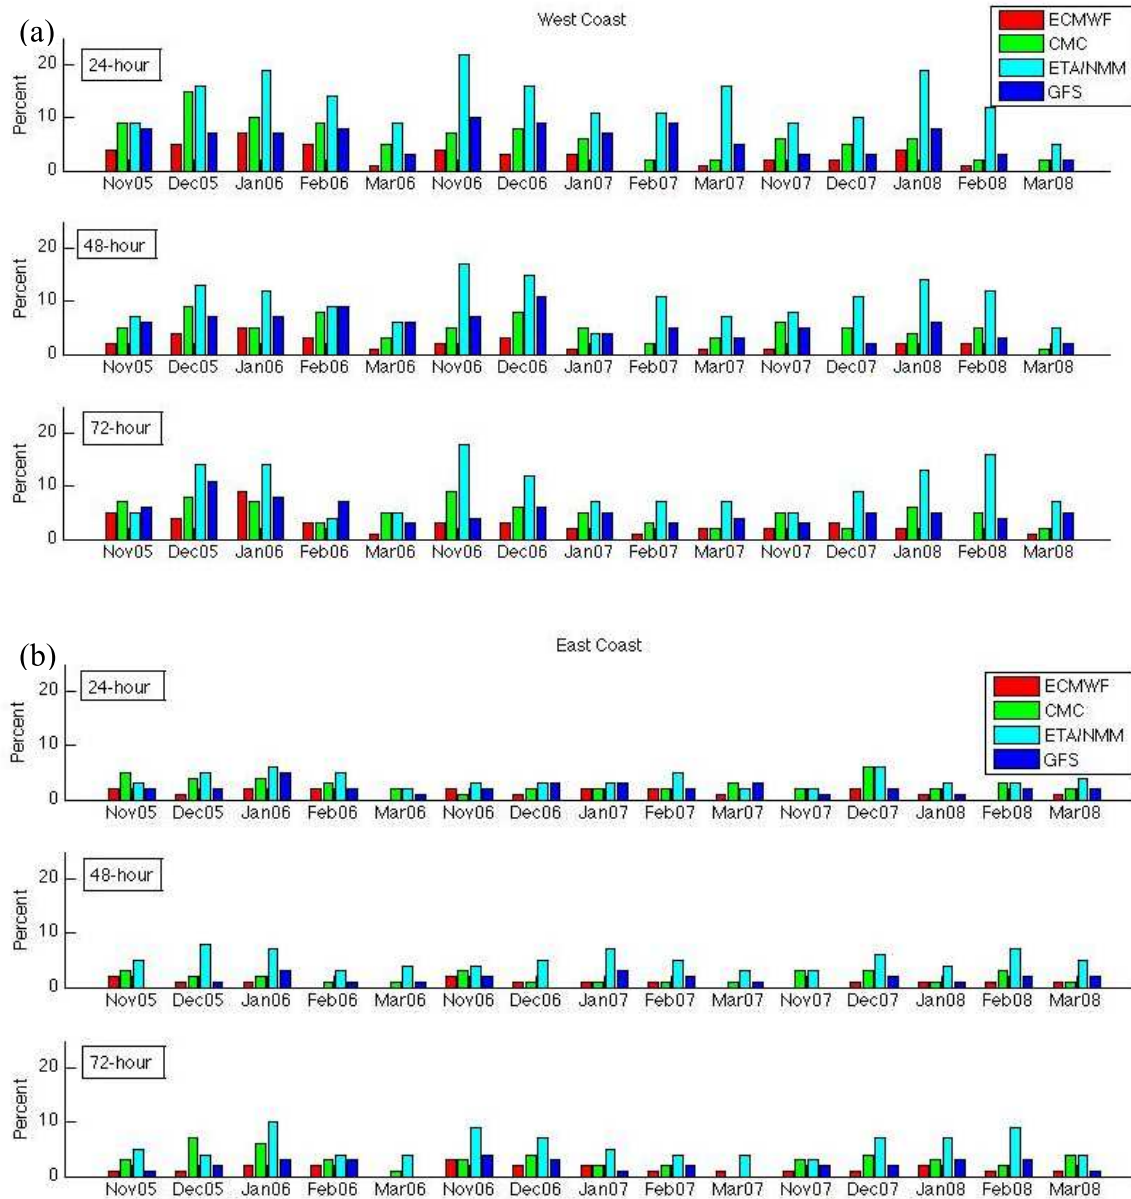 (a)
West Coast
ECMWF
CMC
ETA/NMM
GFS
24-hour
Percent
20
10
0
Nov05 Dec05 Jan06 Feb06 Mar06 Nov06 Dec06 Jan07 Feb07 Mar07 Nov07 Dec07 Jan08 Feb08 Mar08
48-hour
Percent
20
10
0
Nov05 Dec05 Jan06 Feb06 Mar06 Nov06 Dec06 Jan07 Feb07 Mar07 Nov07 Dec07 Jan08 Feb08 Mar08
72-hour
Percent
20
10
0
Nov05 Dec05 Jan06 Feb06 Mar06 Nov06 Dec06 Jan07 Feb07 Mar07 Nov07 Dec07 Jan08 Feb08 Mar08
(b)
East Coast
ECMWF
CMC
ETA/NMM
GFS
24-hour
Percent
20
10
0
Nov05 Dec05 Jan06 Feb06 Mar06 Nov06 Dec06 Jan07 Feb07 Mar07 Nov07 Dec07 Jan08 Feb08 Mar08
48-hour
Percent
20
10
0
Nov05 Dec05 Jan06 Feb06 Mar06 Nov06 Dec06 Jan07 Feb07 Mar07 Nov07 Dec07 Jan08 Feb08 Mar08
72-hour
Percent
20
10
0
Nov05 Dec05 Jan06 Feb06 Mar06 Nov06 Dec06 Jan07 Feb07 Mar07 Nov07 Dec07 Jan08 Feb08 Mar08